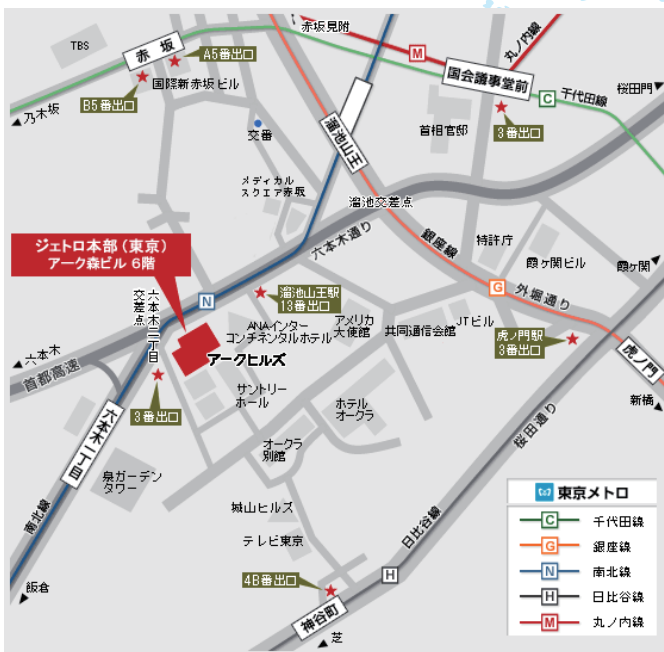 赤坂見附
丸ノ内線
TBS
赤坂
A5番出口
M
国会議事堂前
国際新赤坂ビル
B5番出口
C
千代田線
桜田門
乃木坂
3番出口
交番
溜池山王
首相官邸
メディカル
スクエア赤坂
溜池交差点
ジェトロ本部(東京)
アーク森ビル 6階
六本木通り
銀座線
特許庁
霞ヶ関ビル
霞ヶ関
G
外堀通り
N
溜池山王駅
13番出口
六本木二丁目
交差点
ANAインター
コンチネンタルホテル
アメリカ
大使館
共同通信会館
JTビル
虎ノ門駅
3番出口
アークヒルズ
六本木
首都高速
虎ノ門
新橋
3番出口
サントリー
ホール
ホテル
オークラ
桜田通り
六本木一丁目
オークラ
別館
泉ガーデン
タワー
城山ヒルズ
日比谷線
南北線
テレビ東京
4B番出口
H
飯倉
神谷町
芝
東京メトロ
C 千代田線
G 銀座線
N 南北線
H 日比谷線
M 丸ノ内線